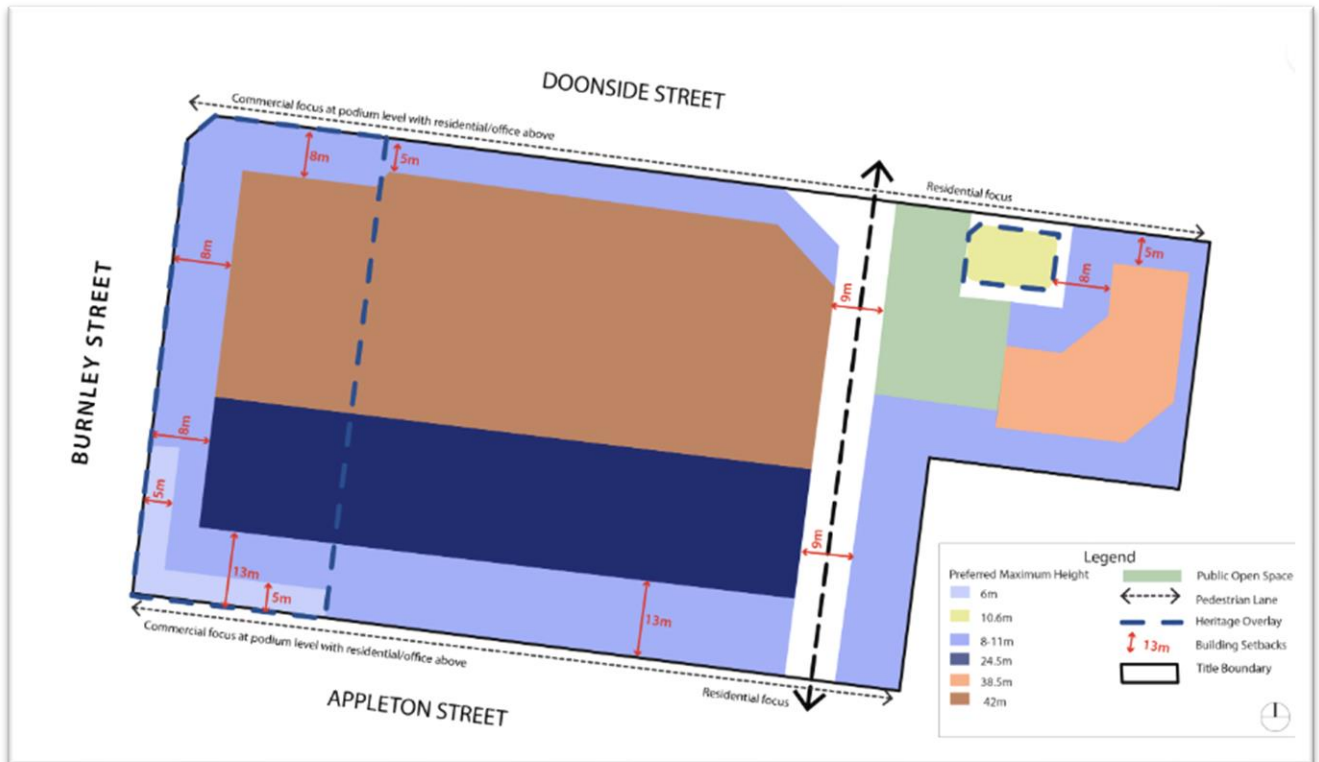 DOONSIDE STREET
Commercial focus at podium level with residential/office above
Residential focus
8m
5m
5m
8m
8m
9m
BURNLEY STREET
8m
5m
9m
13m
5m
13m
Commercial focus at podium level with residential/office above
Residential focus
APPLETON STREET
Legend
Preferred Maximum Height
6m
10.6m
8-11m
24.5m
38.5m
42m
Public Open Space
Pedestrian Lane
Heritage Overlay
13m Building Setbacks
Title Boundary